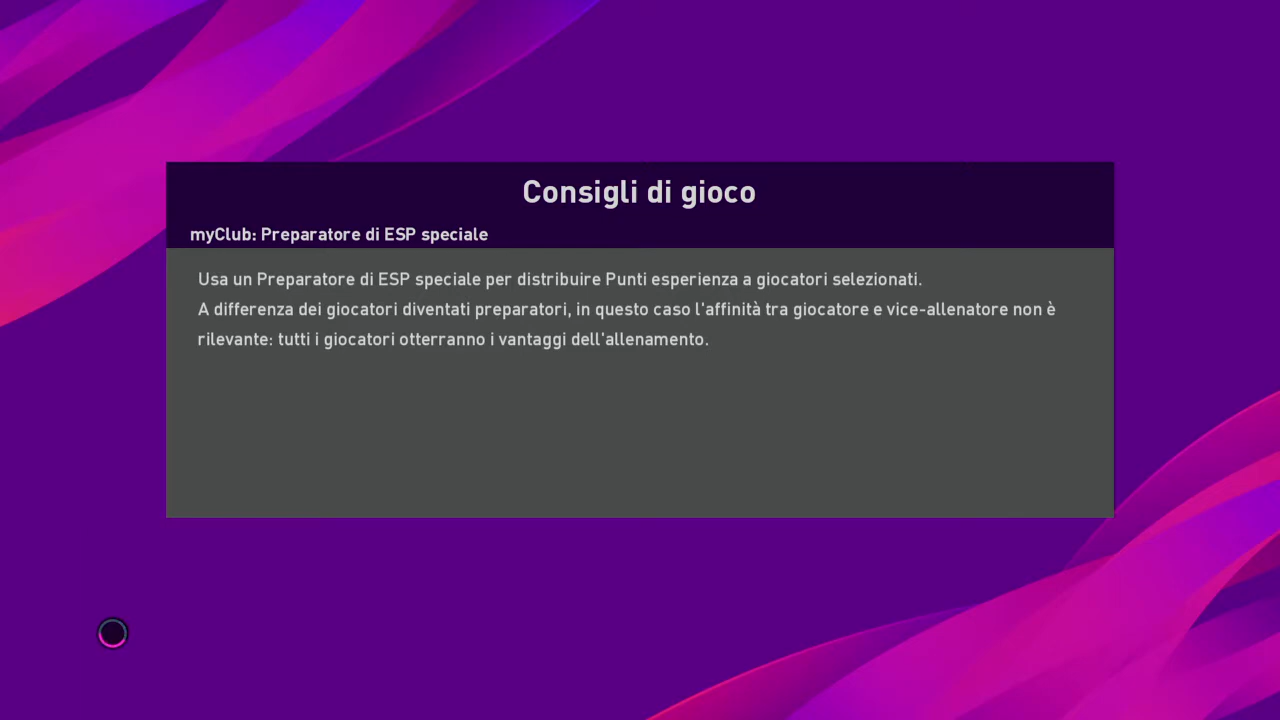 Consigli di gioco
myClub: Preparatore di ESP speciale
Usa un Preparatore di ESP speciale per distribuire Punti esperienza a giocatori selezionati.
A differenza dei giocatori diventati preparatori, in questo caso l'affinità tra giocatore e vice-allenatore non è
rilevante: tutti i giocatori otterranno i vantaggi dell'allenamento.